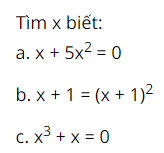 Tìm x biết:
a. x + 5x² = 0
b. x + 1 = (x + 1)²
c. x³ + x = 0